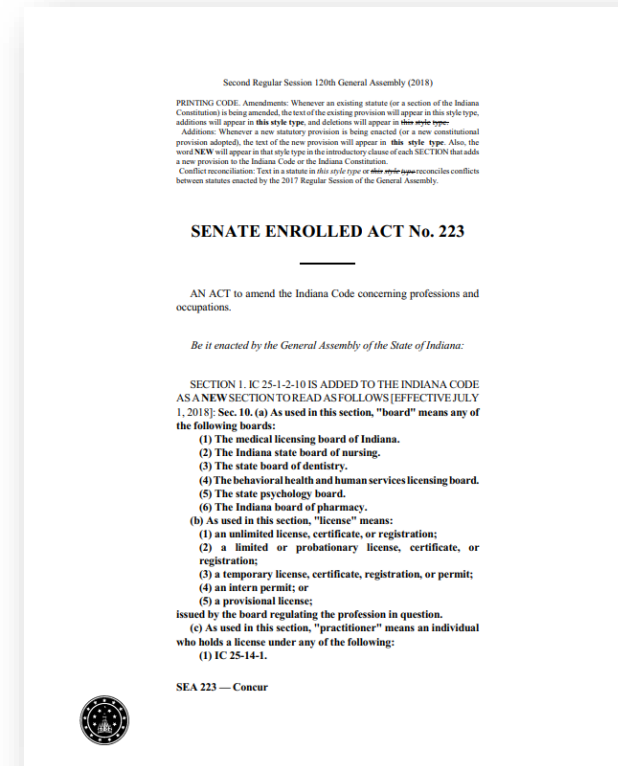 Second Regular Session 120th General Assembly (2018)
PRINTING CODE. Amendments: Whenever an existing statute (or a section of the Indiana
Constitution) is being amended, the text of the existing provision will appear in this style type,
additions will appear in this style type, and deletions will appear in this style type.
Additions: Whenever a new statutory provision is being enacted (or a new constitutional
provision adopted), the text of the new provision will appear in this style type. Also, the
word NEW will appear in that style type in the introductory clause of each SECTION that adds
a new provision to the Indiana Code or the Indiana Constitution.
Conflict reconciliation: Text in a statute in this style type or this style type reconciles conflicts
between statutes enacted by the 2017 Regular Session of the General Assembly.
SENATE ENROLLED ACT No. 223
AN ACT to amend the Indiana Code concerning professions and
occupations.
Be it enacted by the General Assembly of the State of Indiana:
SECTION 1. IC 25-1-2-10 IS ADDED TO THE INDIANA CODE
AS A NEW SECTION TO READ AS FOLLOWS [EFFECTIVE JULY
1, 2018]: Sec. 10. (a) As used in this section, "board" means any of
the following boards:
(1) The medical licensing board of Indiana.
(2) The Indiana state board of nursing.
(3) The state board of dentistry.
(4) The behavioral health and human services licensing board.
(5) The state psychology board.
(6) The Indiana board of pharmacy.
(b) As used in this section, "license" means:
(1) an unlimited license, certificate, or registration;
(2) a limited or probationary license, certificate, or
registration;
(3) a temporary license, certificate, registration, or permit;
(4) an intern permit; or
(5) a provisional license;
issued by the board regulating the profession in question.
(c) As used in this section, "practitioner" means an individual
who holds a license under any of the following:
(1) IC 25-14-1.
SEA 223 — Concur